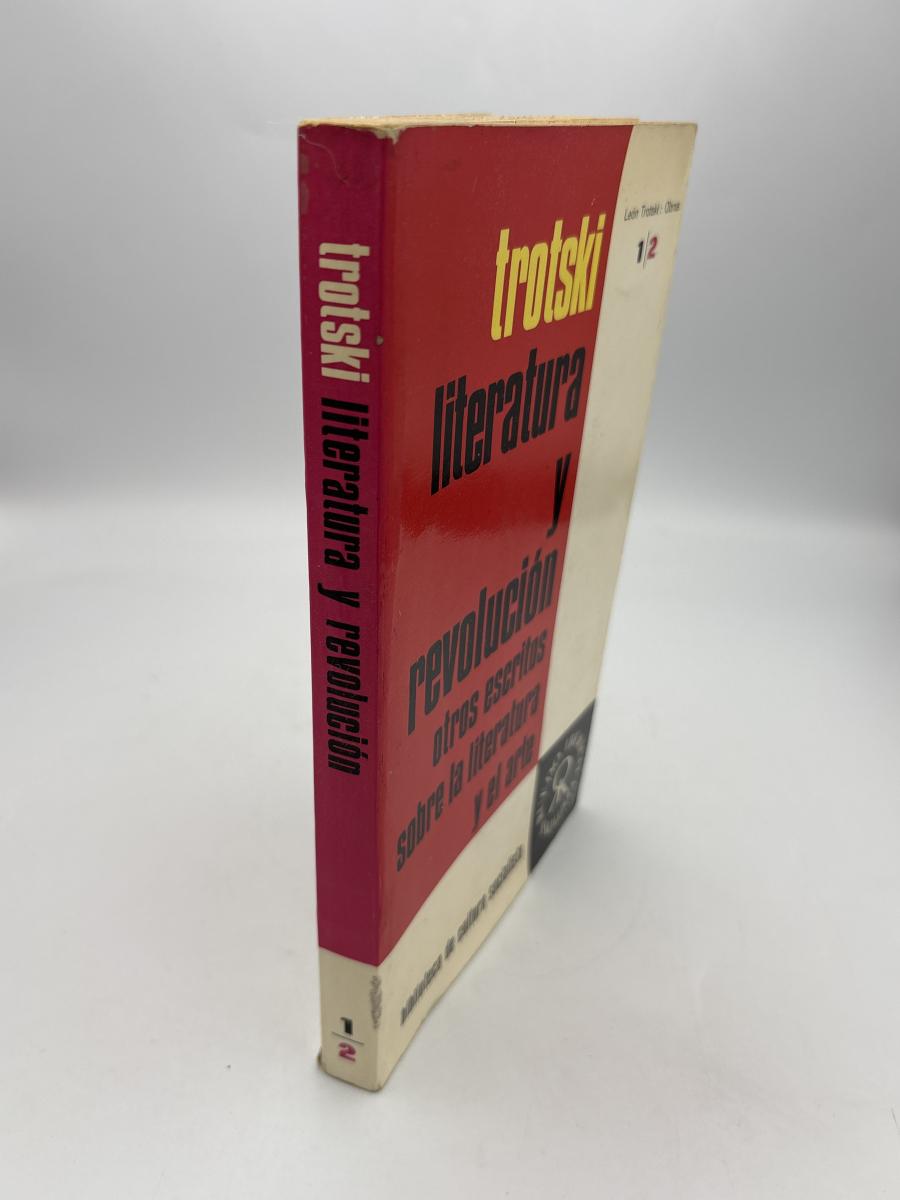 trotski literatura y revolución
1
2
León Trotski: Obras
1/2
trotski
literatura
y
revolución
otros escritos
sobre la literatura
y el arte
biblioteca de cultura socialista